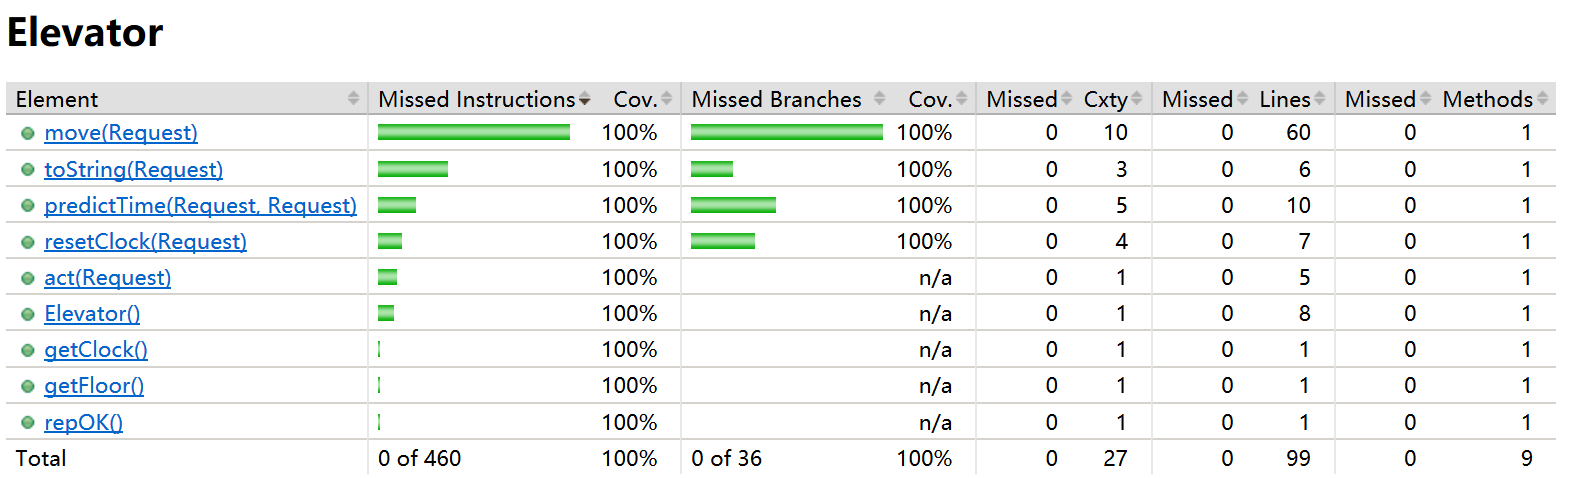 Elevator
Element Missed Instructions Cov. Missed Branches Cov. Missed Cxty Missed Lines Missed Methods
move(Request) 100% 100% 0 10 0 60 0 1
toString(Request) 100% 100% 0 3 0 6 0 1
predictTime(Request, Request) 100% 100% 0 5 0 10 0 1
resetClock(Request) 100% 100% 0 4 0 7 0 1
act(Request) 100% n/a 0 1 0 5 0 1
Elevator() 100% n/a 0 1 0 8 0 1
getClock() 100% n/a 0 1 0 1 0 1
getFloor() 100% n/a 0 1 0 1 0 1
repOK() 100% n/a 0 1 0 1 0 1
Total 0 of 460 100% 0 of 36 100% 0 27 0 99 0 9